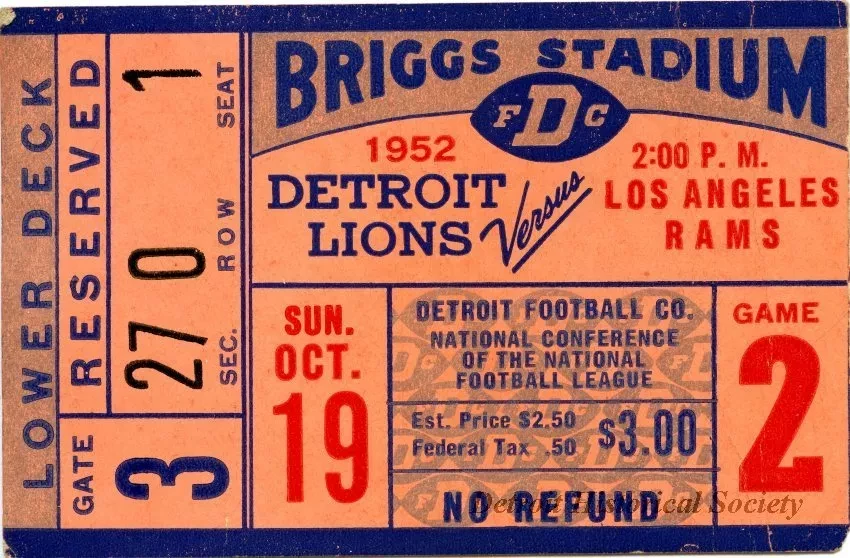 LOWER DECK
RESERVED
GATE 3
SEC. ROW SEAT
27 0 1
BRIGGS STADIUM
FDC
1952
DETROIT
LIONS
Versus
2:00 P. M.
LOS ANGELES
RAMS
SUN.
OCT.
19
DETROIT FOOTBALL CO.
NATIONAL CONFERENCE
OF THE NATIONAL
FOOTBALL LEAGUE
Est. Price $2.50
Federal Tax .50
$3.00
NO REFUND
GAME
2
Detroit Historical Society